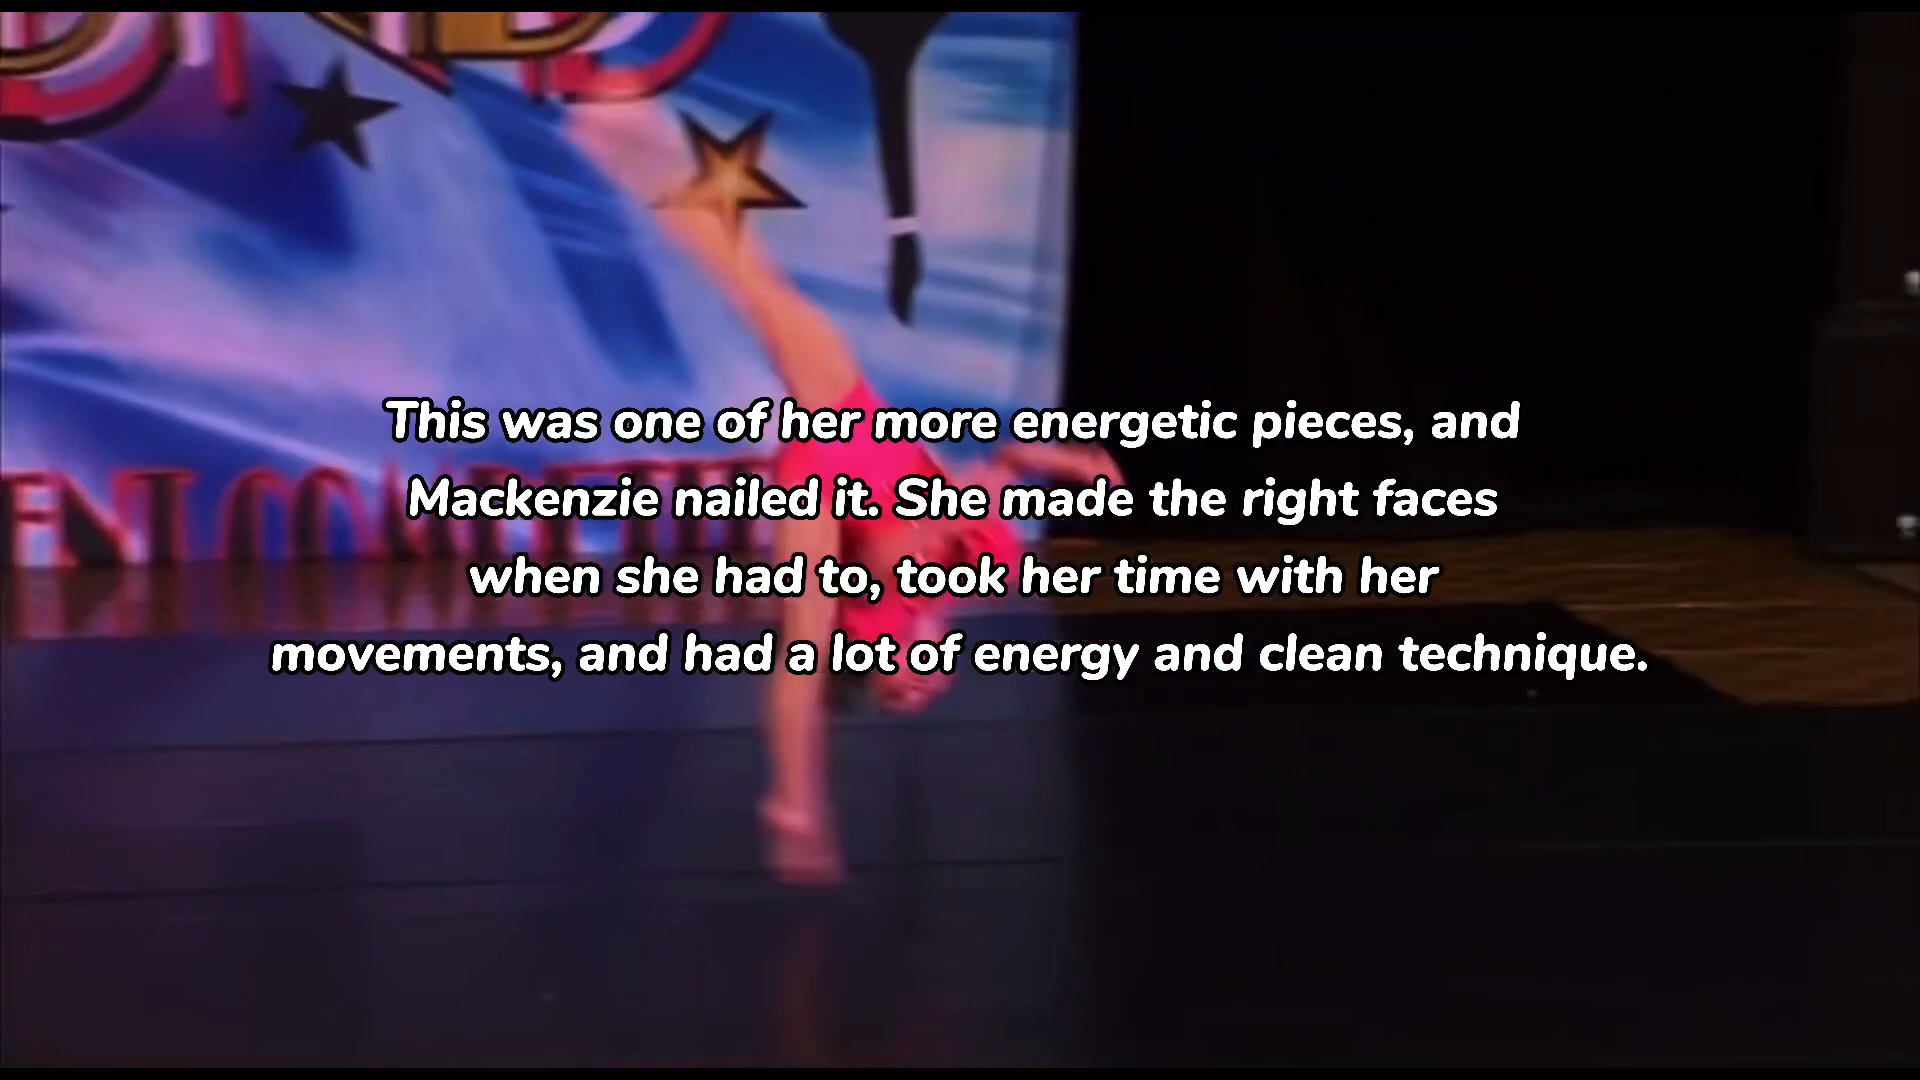 This was one of her more energetic pieces, and
Mackenzie nailed it. She made the right faces
when she had to, took her time with her
movements, and had a lot of energy and clean technique.